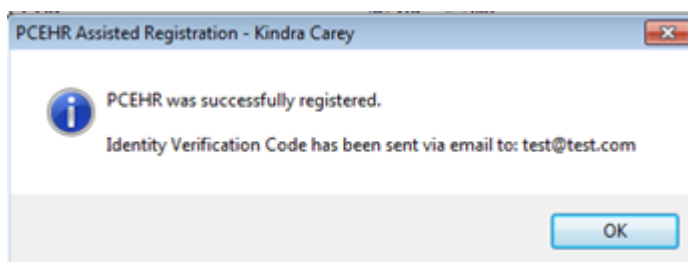 PCEHR Assisted Registration - Kindra Carey
PCEHR was successfully registered.
Identity Verification Code has been sent via email to: test@test.com
OK